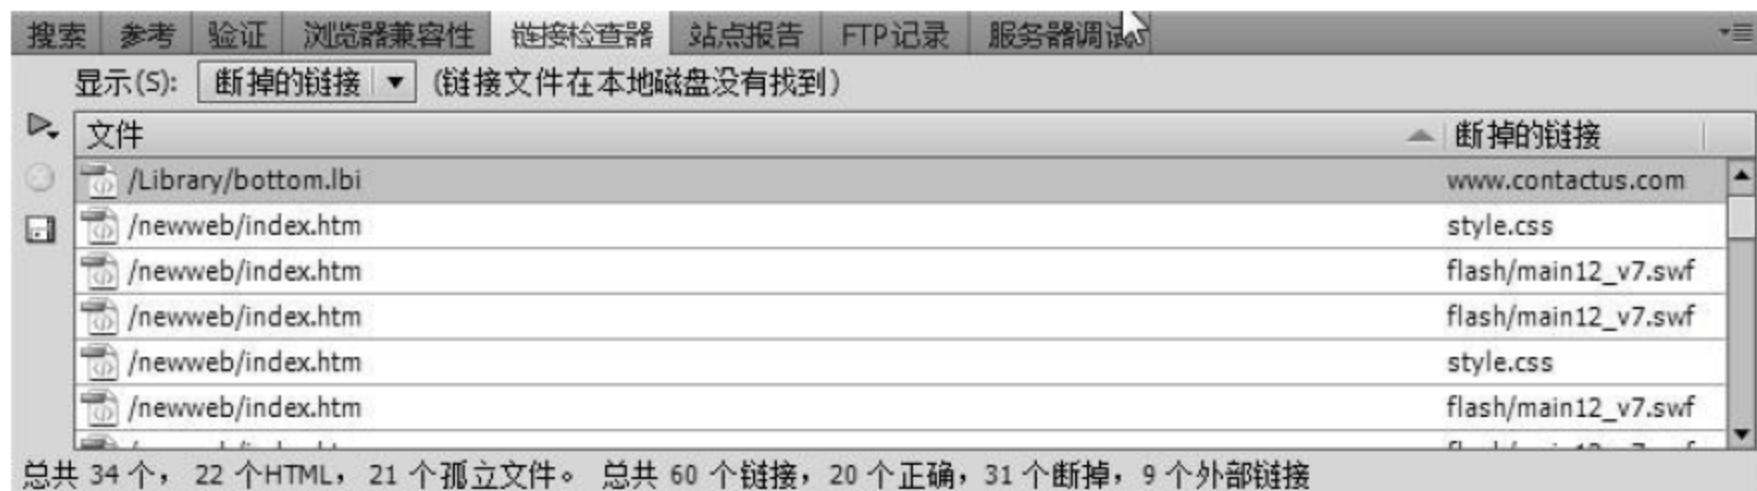 搜索 参考 验证 浏览器兼容性 链接检查器 站点报告 FTP记录 服务器调试
显示(S): 断掉的链接 (链接文件在本地磁盘没有找到)
文件 断掉的链接
/Library/bottom.lbi www.contactus.com
/newweb/index.htm style.css
/newweb/index.htm flash/main12_v7.swf
/newweb/index.htm flash/main12_v7.swf
/newweb/index.htm style.css
/newweb/index.htm flash/main12_v7.swf
总共 34 个, 22 个HTML, 21 个孤立文件。 总共 60 个链接, 20 个正确, 31 个断掉, 9 个外部链接